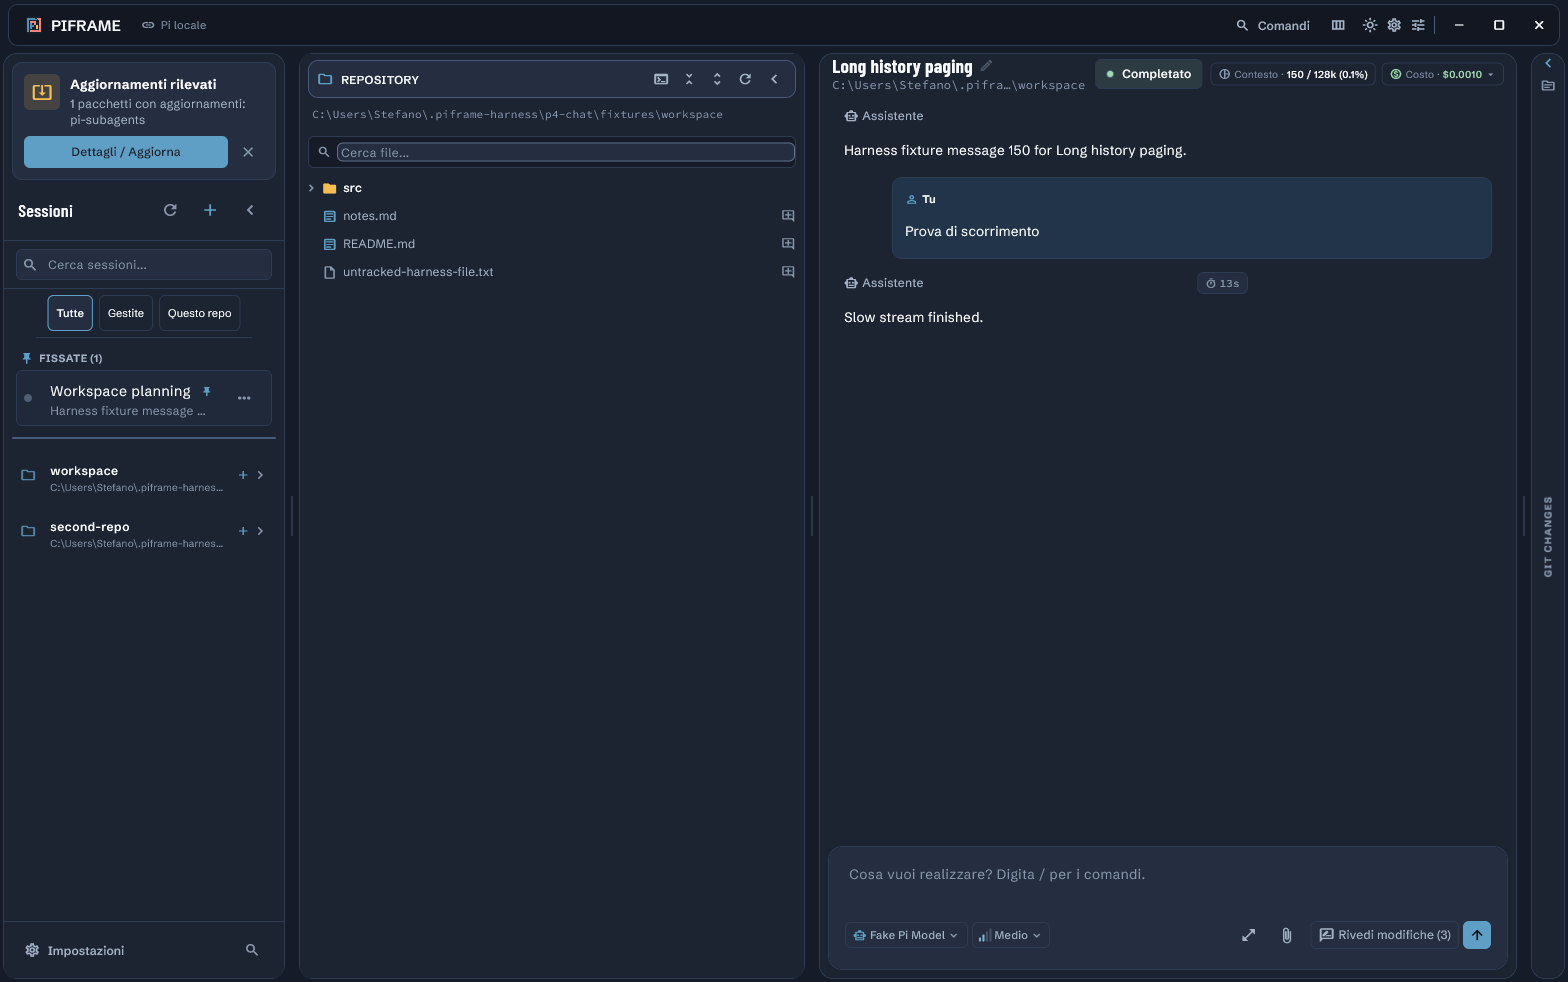 PIFRAME
Pi locale
Comandi
Aggiornamenti rilevati
1 pacchetti con aggiornamenti:
pi-subagents
Dettagli / Aggiorna
Sessioni
Cerca sessioni...
Tutte
Gestite
Questo repo
FISSATE (1)
Workspace planning
Harness fixture message ...
workspace
C:\Users\Stefano\.piframe-harnes...
second-repo
C:\Users\Stefano\.piframe-harnes...
Impostazioni
REPOSITORY
C:\Users\Stefano\.piframe-harness\p4-chat\fixtures\workspace
Cerca file...
src
notes.md
README.md
untracked-harness-file.txt
Long history paging
C:\Users\Stefano\.pifra…\workspace
Completato
Contesto · 150 / 128k (0.1%)
Costo · $0.0010
Assistente
Harness fixture message 150 for Long history paging.
Tu
Prova di scorrimento
Assistente
13s
Slow stream finished.
Cosa vuoi realizzare? Digita / per i comandi.
Fake Pi Model
Medio
Rivedi modifiche (3)
GIT CHANGES